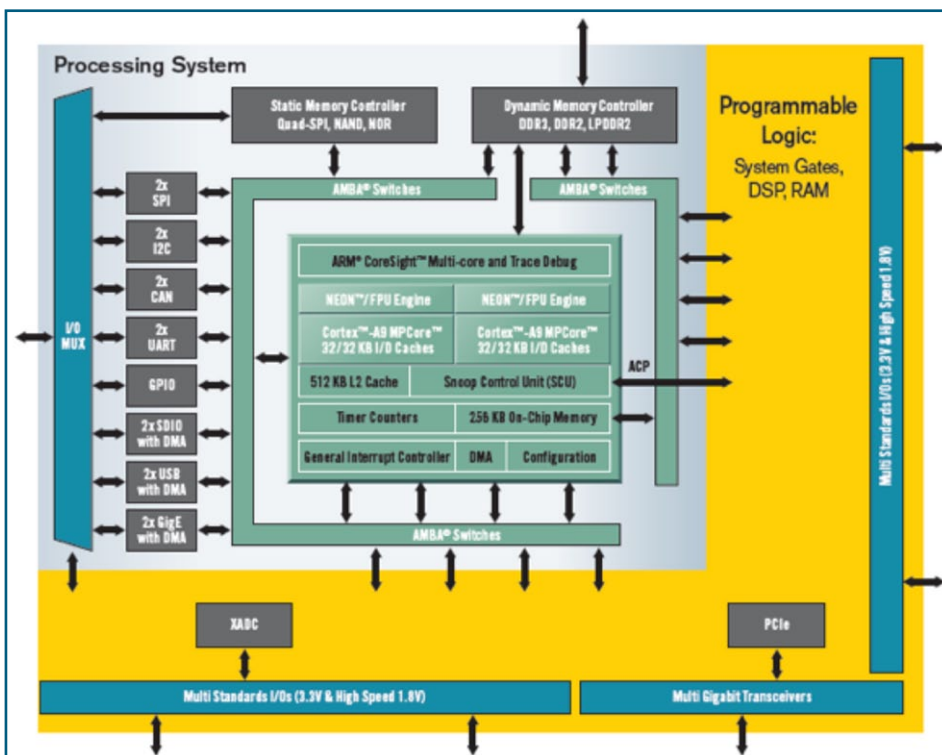 Processing System
Static Memory Controller
Quad-SPI, NAND, NOR
Dynamic Memory Controller
DDR3, DDR2, LPDDR2
Programmable
Logic:
System Gates,
DSP, RAM
AMBA® Switches
AMBA® Switches
2x
SPI
2x
I2C
2x
CAN
2x
UART
GPIO
2x SDIO
with DMA
2x USB
with DMA
2x GigE
with DMA
I/O
MUX
ARM® CoreSight™ Multi-core and Trace Debug
NEON™/FPU Engine
NEON™/FPU Engine
Cortex™-A9 MPCore™
32/32 KB I/D Caches
Cortex™-A9 MPCore™
32/32 KB I/D Caches
512 KB L2 Cache
Snoop Control Unit (SCU)
ACP
Timer Counters
256 KB On-Chip Memory
General Interrupt Controller
DMA
Configuration
AMBA® Switches
Multi Standards I/Os (3.3V & High Speed 1.8V)
XADC
PCIe
Multi Standards I/Os (3.3V & High Speed 1.8V)
Multi Gigabit Transceivers